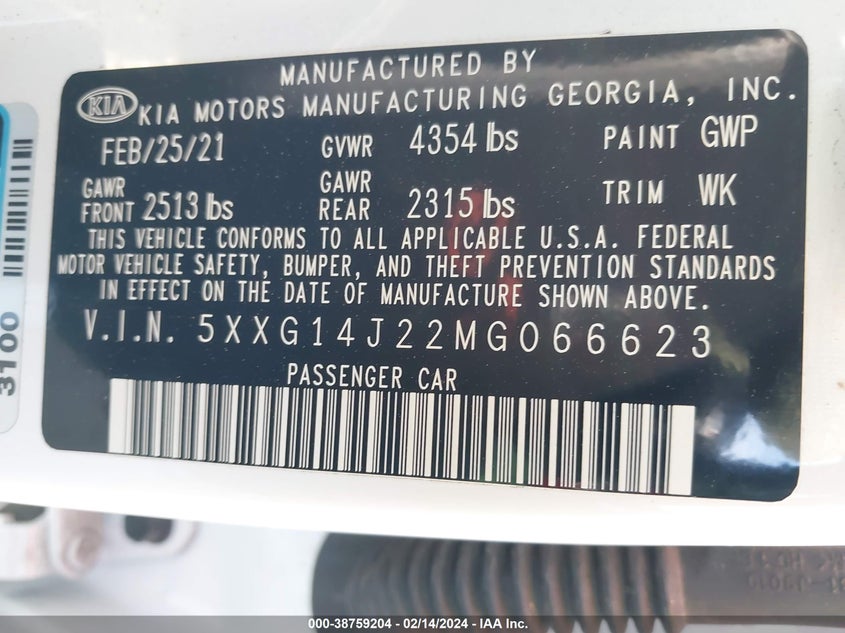 MANUFACTURED BY
KIA KIA MOTORS MANUFACTURING GEORGIA, INC.
FEB/25/21 GVWR 4354 lbs PAINT GWP
GAWR FRONT 2513 lbs GAWR REAR 2315 lbs TRIM WK
THIS VEHICLE CONFORMS TO ALL APPLICABLE U.S.A. FEDERAL
MOTOR VEHICLE SAFETY, BUMPER, AND THEFT PREVENTION STANDARDS
IN EFFECT ON THE DATE OF MANUFACTURE SHOWN ABOVE.
V.I.N. 5XXG14J22MG066623
PASSENGER CAR
3100
000-38759204 - 02/14/2024 - IAA Inc.